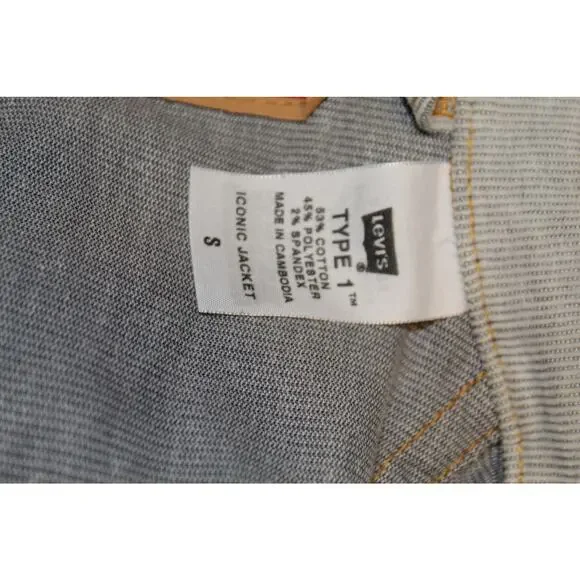 Levi's ®
TYPE 1™
53% COTTON
45% POLYESTER
2% SPANDEX
MADE IN CAMBODIA
ICONIC JACKET
S